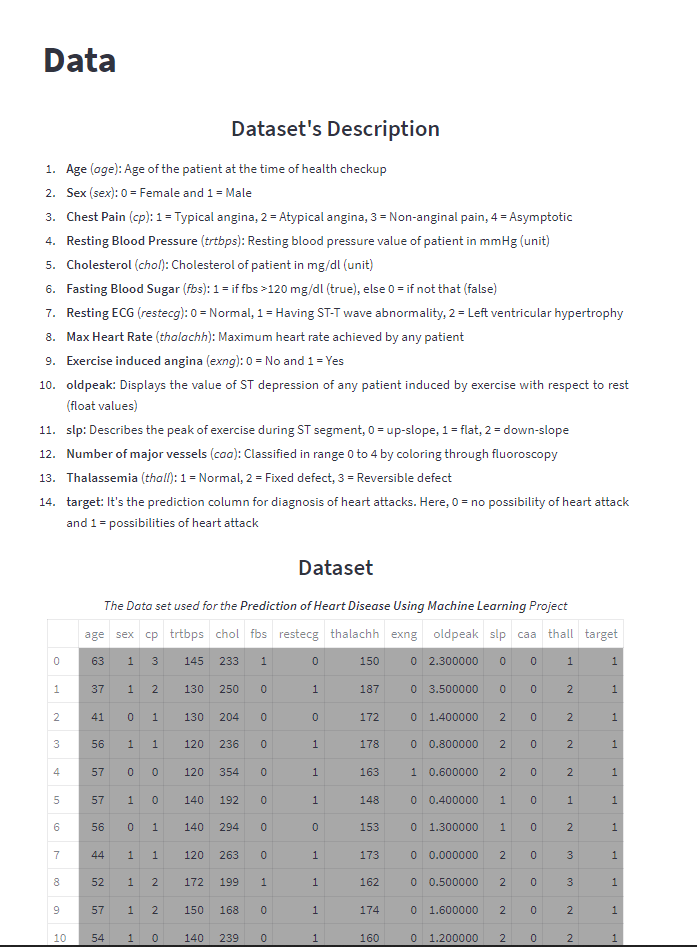 Data
Dataset's Description
1. Age (age): Age of the patient at the time of health checkup
2. Sex (sex): 0 = Female and 1 = Male
3. Chest Pain (cp): 1 = Typical angina, 2 = Atypical angina, 3 = Non-anginal pain, 4 = Asymptotic
4. Resting Blood Pressure (trtbps): Resting blood pressure value of patient in mmHg (unit)
5. Cholesterol (chol): Cholesterol of patient in mg/dl (unit)
6. Fasting Blood Sugar (fbs): 1 = if fbs >120 mg/dl (true), else 0 = if not that (false)
7. Resting ECG (restecg): 0 = Normal, 1 = Having ST-T wave abnormality, 2 = Left ventricular hypertrophy
8. Max Heart Rate (thalachh): Maximum heart rate achieved by any patient
9. Exercise induced angina (exng): 0 = No and 1 = Yes
10. oldpeak: Displays the value of ST depression of any patient induced by exercise with respect to rest
(float values)
11. slp: Describes the peak of exercise during ST segment, 0 = up-slope, 1 = flat, 2 = down-slope
12. Number of major vessels (caa): Classified in range 0 to 4 by coloring through fluoroscopy
13. Thalassemia (thall): 1 = Normal, 2 = Fixed defect, 3 = Reversible defect
14. target: It's the prediction column for diagnosis of heart attacks. Here, 0 = no possibility of heart attack
and 1 = possibilities of heart attack
Dataset
The Data set used for the Prediction of Heart Disease Using Machine Learning Project
age sex cp trtbps chol fbs restecg thalachh exng oldpeak slp caa thall target
0 63 1 3 145 233 1 0 150 0 2.300000 0 0 1 1
1 37 1 2 130 250 0 1 187 0 3.500000 0 0 2 1
2 41 0 1 130 204 0 0 172 0 1.400000 2 0 2 1
3 56 1 1 120 236 0 1 178 0 0.800000 2 0 2 1
4 57 0 0 120 354 0 1 163 1 0.600000 2 0 2 1
5 57 1 0 140 192 0 1 148 0 0.400000 1 0 1 1
6 56 0 1 140 294 0 0 153 0 1.300000 1 0 2 1
7 44 1 1 120 263 0 1 173 0 0.000000 2 0 3 1
8 52 1 2 172 199 1 1 162 0 0.500000 2 0 3 1
9 57 1 2 150 168 0 1 174 0 1.600000 2 0 2 1
10 54 1 0 140 239 0 1 160 0 1.200000 2 0 2 1